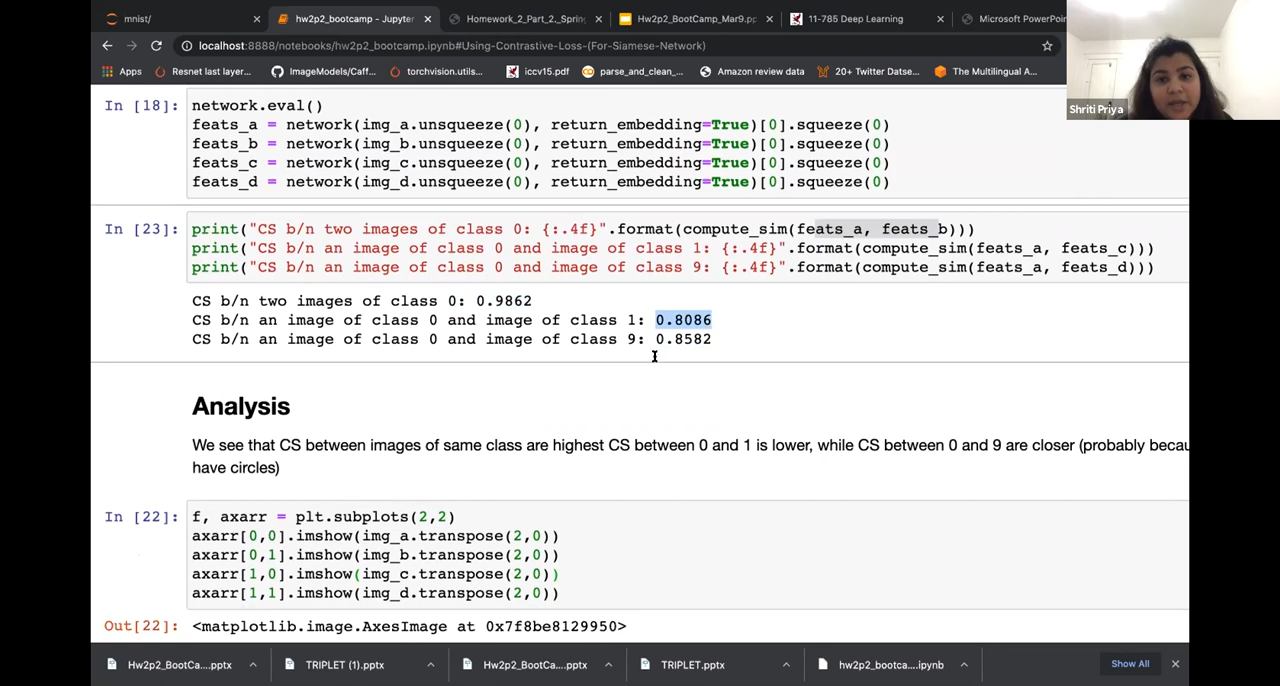 mnist/
hw2p2_bootcamp - Jupyter
Homework_2_Part_2._Sprin
Hw2p2_BootCamp_Mar9.pp
11-785 Deep Learning
Microsoft PowerPoin
localhost:8888/notebooks/hw2p2_bootcamp.ipynb#Using-Contrastive-Loss-(For-Siamese-Network)
Apps
Resnet last layer...
ImageModels/Caff...
torchvision.utils...
iccv15.pdf
parse_and_clean_...
Amazon review data
20+ Twitter Datse...
The Multilingual A...
Shriti Priya
In [18]: network.eval()
feats_a = network(img_a.unsqueeze(0), return_embedding=True)[0].squeeze(0)
feats_b = network(img_b.unsqueeze(0), return_embedding=True)[0].squeeze(0)
feats_c = network(img_c.unsqueeze(0), return_embedding=True)[0].squeeze(0)
feats_d = network(img_d.unsqueeze(0), return_embedding=True)[0].squeeze(0)
In [23]: print("CS b/n two images of class 0: {:.4f}".format(compute_sim(feats_a, feats_b)))
print("CS b/n an image of class 0 and image of class 1: {:.4f}".format(compute_sim(feats_a, feats_c)))
print("CS b/n an image of class 0 and image of class 9: {:.4f}".format(compute_sim(feats_a, feats_d)))
CS b/n two images of class 0: 0.9862
CS b/n an image of class 0 and image of class 1: 0.8086
CS b/n an image of class 0 and image of class 9: 0.8582
Analysis
We see that CS between images of same class are highest CS between 0 and 1 is lower, while CS between 0 and 9 are closer (probably becau
have circles)
In [22]: f, axarr = plt.subplots(2,2)
axarr[0,0].imshow(img_a.transpose(2,0))
axarr[0,1].imshow(img_b.transpose(2,0))
axarr[1,0].imshow(img_c.transpose(2,0))
axarr[1,1].imshow(img_d.transpose(2,0))
Out[22]: <matplotlib.image.AxesImage at 0x7f8be8129950>
Hw2p2_BootCa....pptx
TRIPLET (1).pptx
Hw2p2_BootCa....pptx
TRIPLET.pptx
hw2p2_bootca....ipynb
Show All